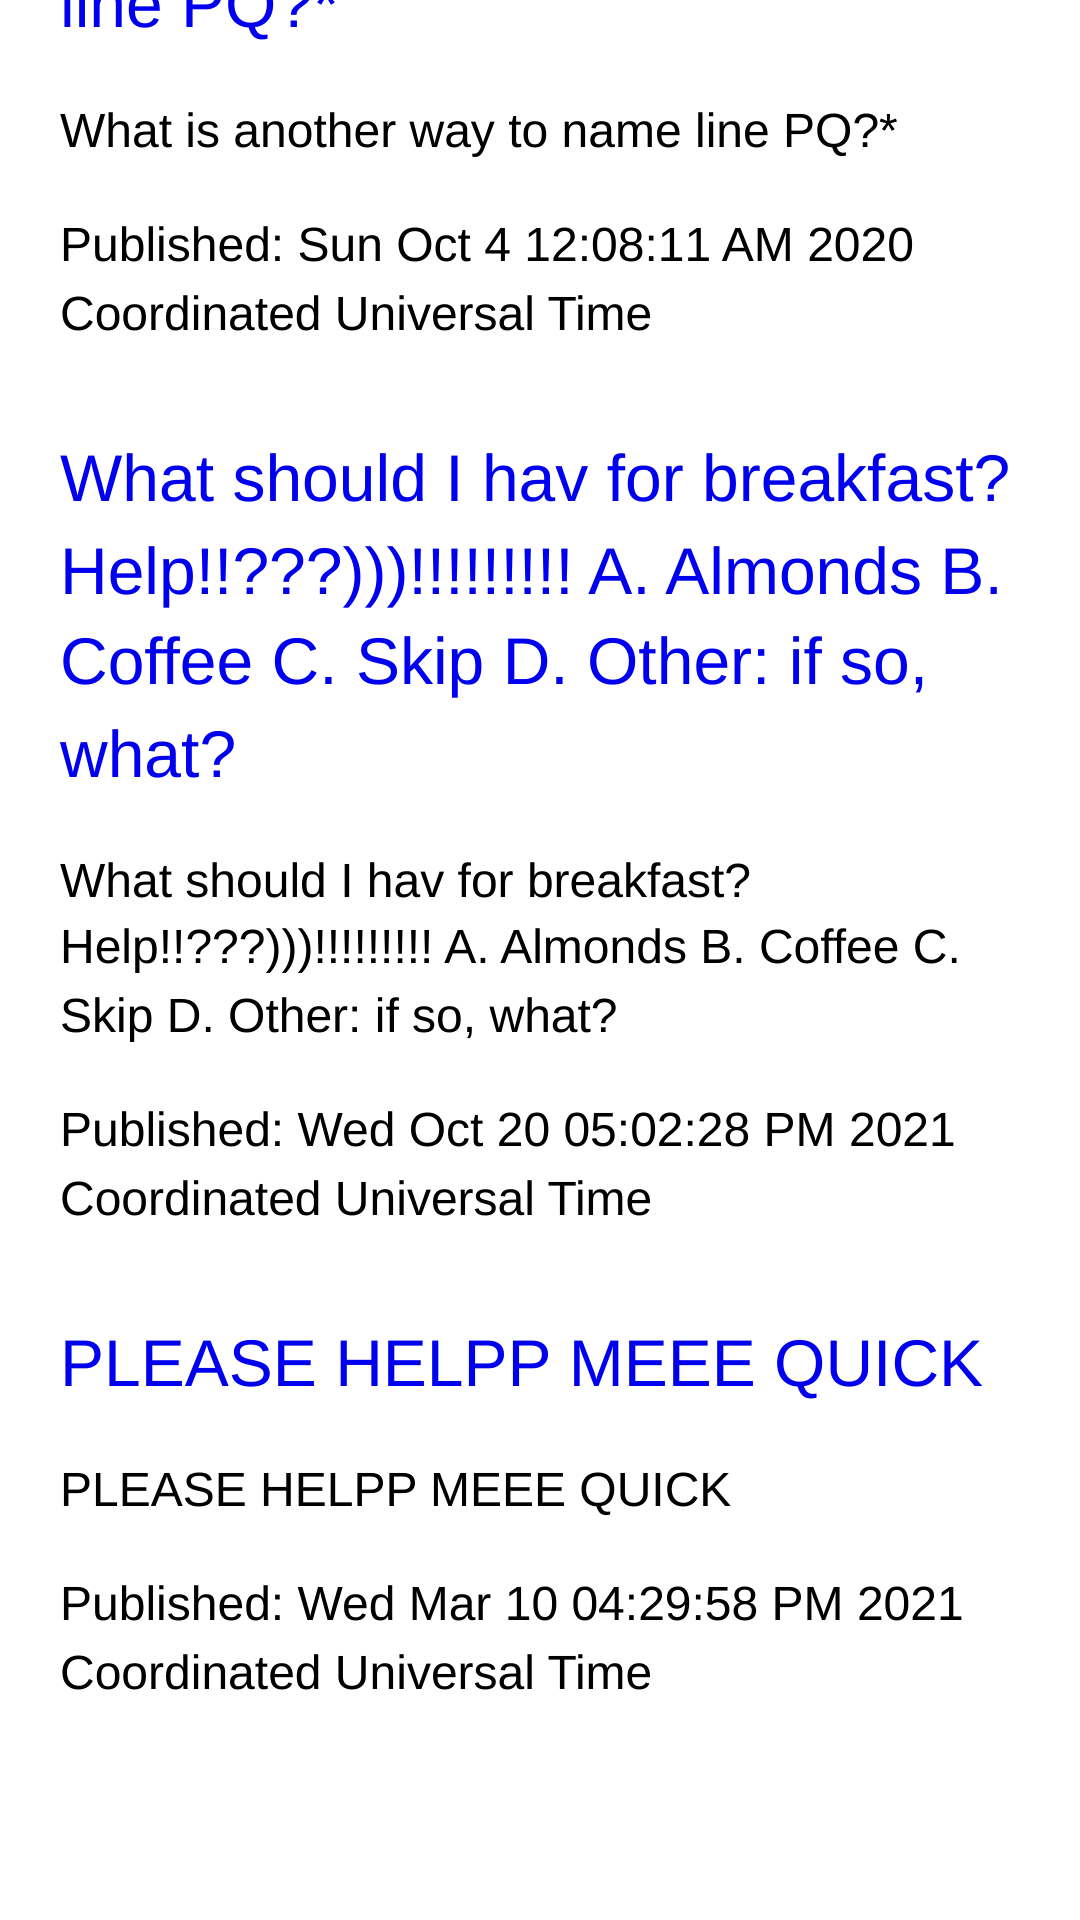 line PQ?*
What is another way to name line PQ?*
Published: Sun Oct 4 12:08:11 AM 2020
Coordinated Universal Time
What should I hav for breakfast?
Help!!???)))!!!!!!!!! A. Almonds B.
Coffee C. Skip D. Other: if so,
what?
What should I hav for breakfast?
Help!!???)))!!!!!!!!! A. Almonds B. Coffee C.
Skip D. Other: if so, what?
Published: Wed Oct 20 05:02:28 PM 2021
Coordinated Universal Time
PLEASE HELPP MEEE QUICK
PLEASE HELPP MEEE QUICK
Published: Wed Mar 10 04:29:58 PM 2021
Coordinated Universal Time